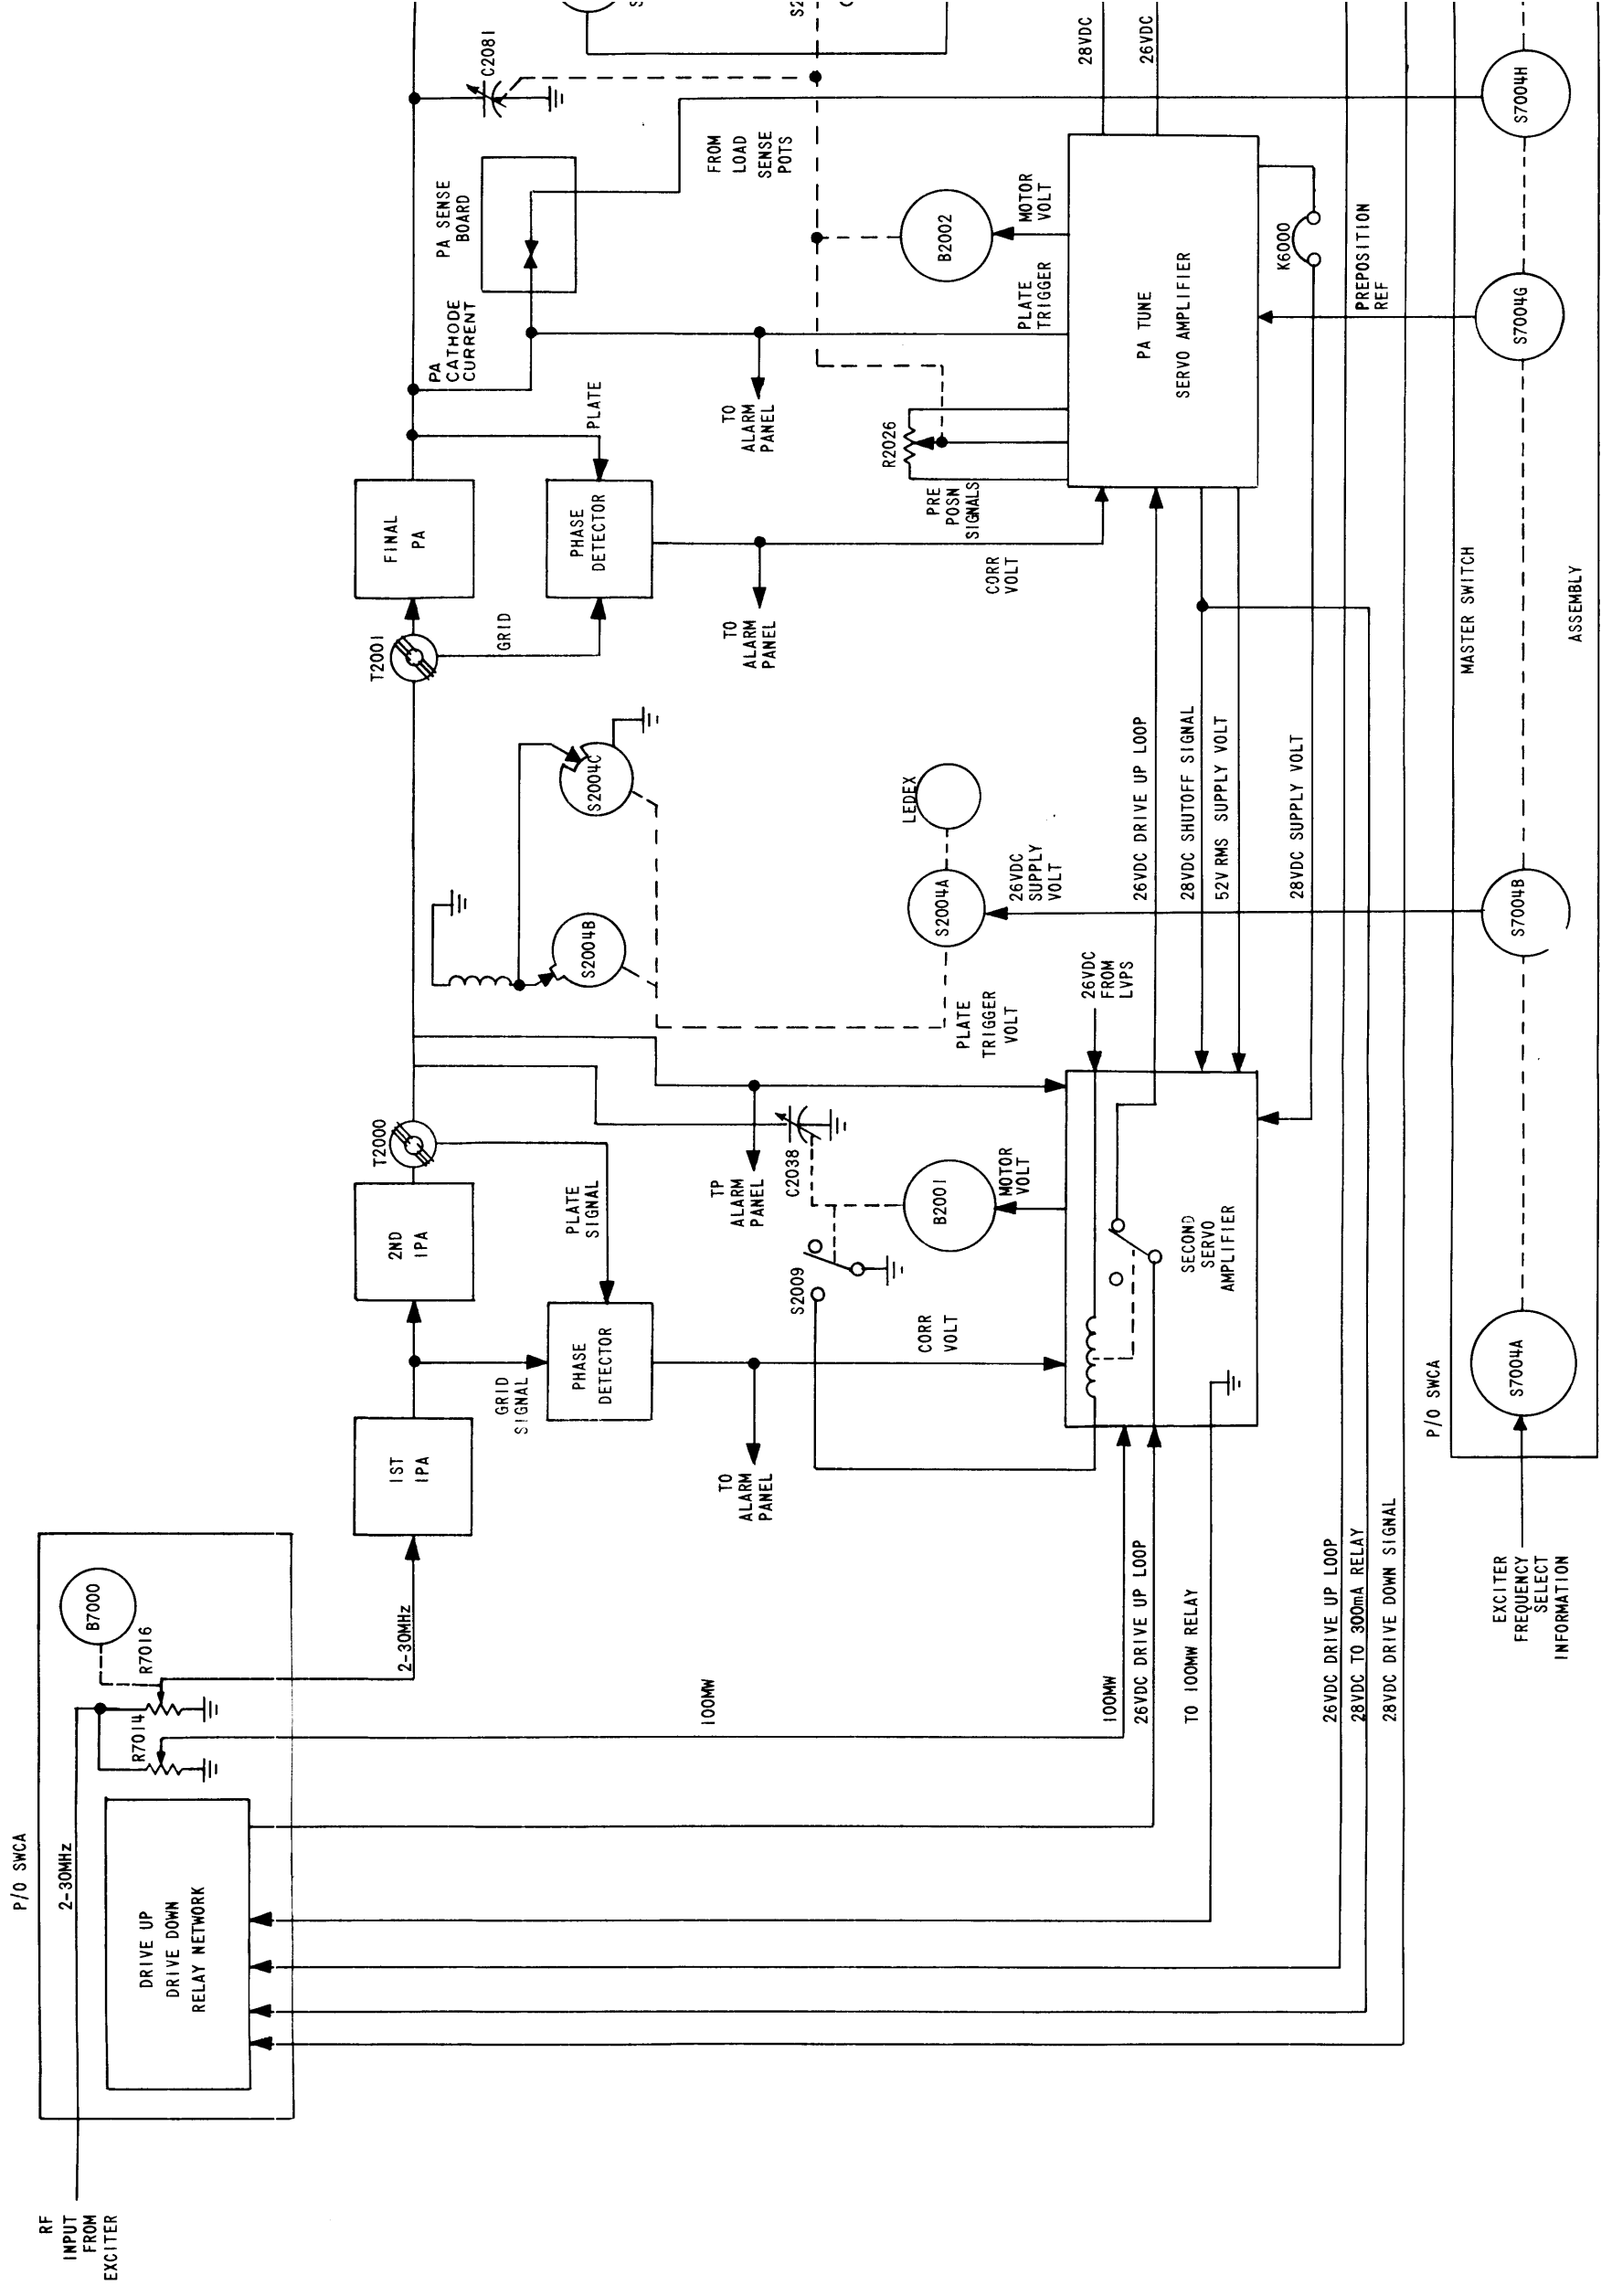 RF
INPUT
FROM
EXCITER
P/O SWCA
2-30MHz
DRIVE UP
DRIVE DOWN
RELAY NETWORK
R7014
R7016
B7000
2-30MHz
100MW
100MW
26VDC DRIVE UP LOOP
TO 100MW RELAY
26VDC DRIVE UP LOOP
28VDC TO 300mA RELAY
28VDC DRIVE DOWN SIGNAL
EXCITER
FREQUENCY
SELECT
INFORMATION
1ST
IPA
GRID
SIGNAL
PHASE
DETECTOR
2ND
IPA
PLATE
SIGNAL
T2000
TO
ALARM
PANEL
CORR
VOLT
S2009
C2038
TP
ALARM
PANEL
B2001
MOTOR
VOLT
SECOND
SERVO
AMPLIFIER
PLATE
TRIGGER
VOLT
26VDC
FROM
LVPS
S2004B
S2004C
S2004A
LEDEX
26VDC
SUPPLY
VOLT
26VDC DRIVE UP LOOP
28VDC SHUTOFF SIGNAL
52V RMS SUPPLY VOLT
28VDC SUPPLY VOLT
T2001
GRID
FINAL
PA
PHASE
DETECTOR
PLATE
TO
ALARM
PANEL
CORR
VOLT
PRE
POSN
SIGNALS
R2026
PA
CATHODE
CURRENT
PA SENSE
BOARD
TO
ALARM
PANEL
PLATE
TRIGGER
B2002
MOTOR
VOLT
PA TUNE
SERVO AMPLIFIER
K6000
PREPOSITION
REF
FROM
LOAD
SENSE
POTS
C2081
28VDC
26VDC
P/O SWCA
MASTER SWITCH
ASSEMBLY
S7004A
S7004B
S7004G
S7004H